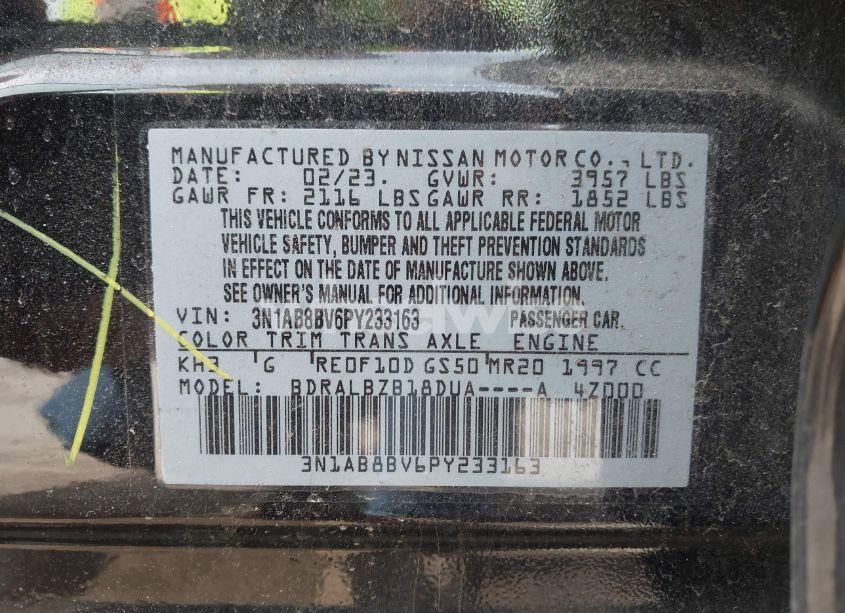 MANUFACTURED BY NISSAN MOTOR CO., LTD.
DATE: 02/23. GVWR: 3957 LBS
GAWR FR: 2116 LBS GAWR RR: 1852 LBS
THIS VEHICLE CONFORMS TO ALL APPLICABLE FEDERAL MOTOR
VEHICLE SAFETY, BUMPER AND THEFT PREVENTION STANDARDS
IN EFFECT ON THE DATE OF MANUFACTURE SHOWN ABOVE.
SEE OWNER'S MANUAL FOR ADDITIONAL INFORMATION.
VIN: 3N1AB8BV6PY233163 PASSENGER CAR.
COLOR TRIM TRANS AXLE ENGINE
KH3 G RE0F10D GS50 MR20 1997 CC
MODEL: BDRALBZB18DUA----A 4Z000
3N1AB8BV6PY233163